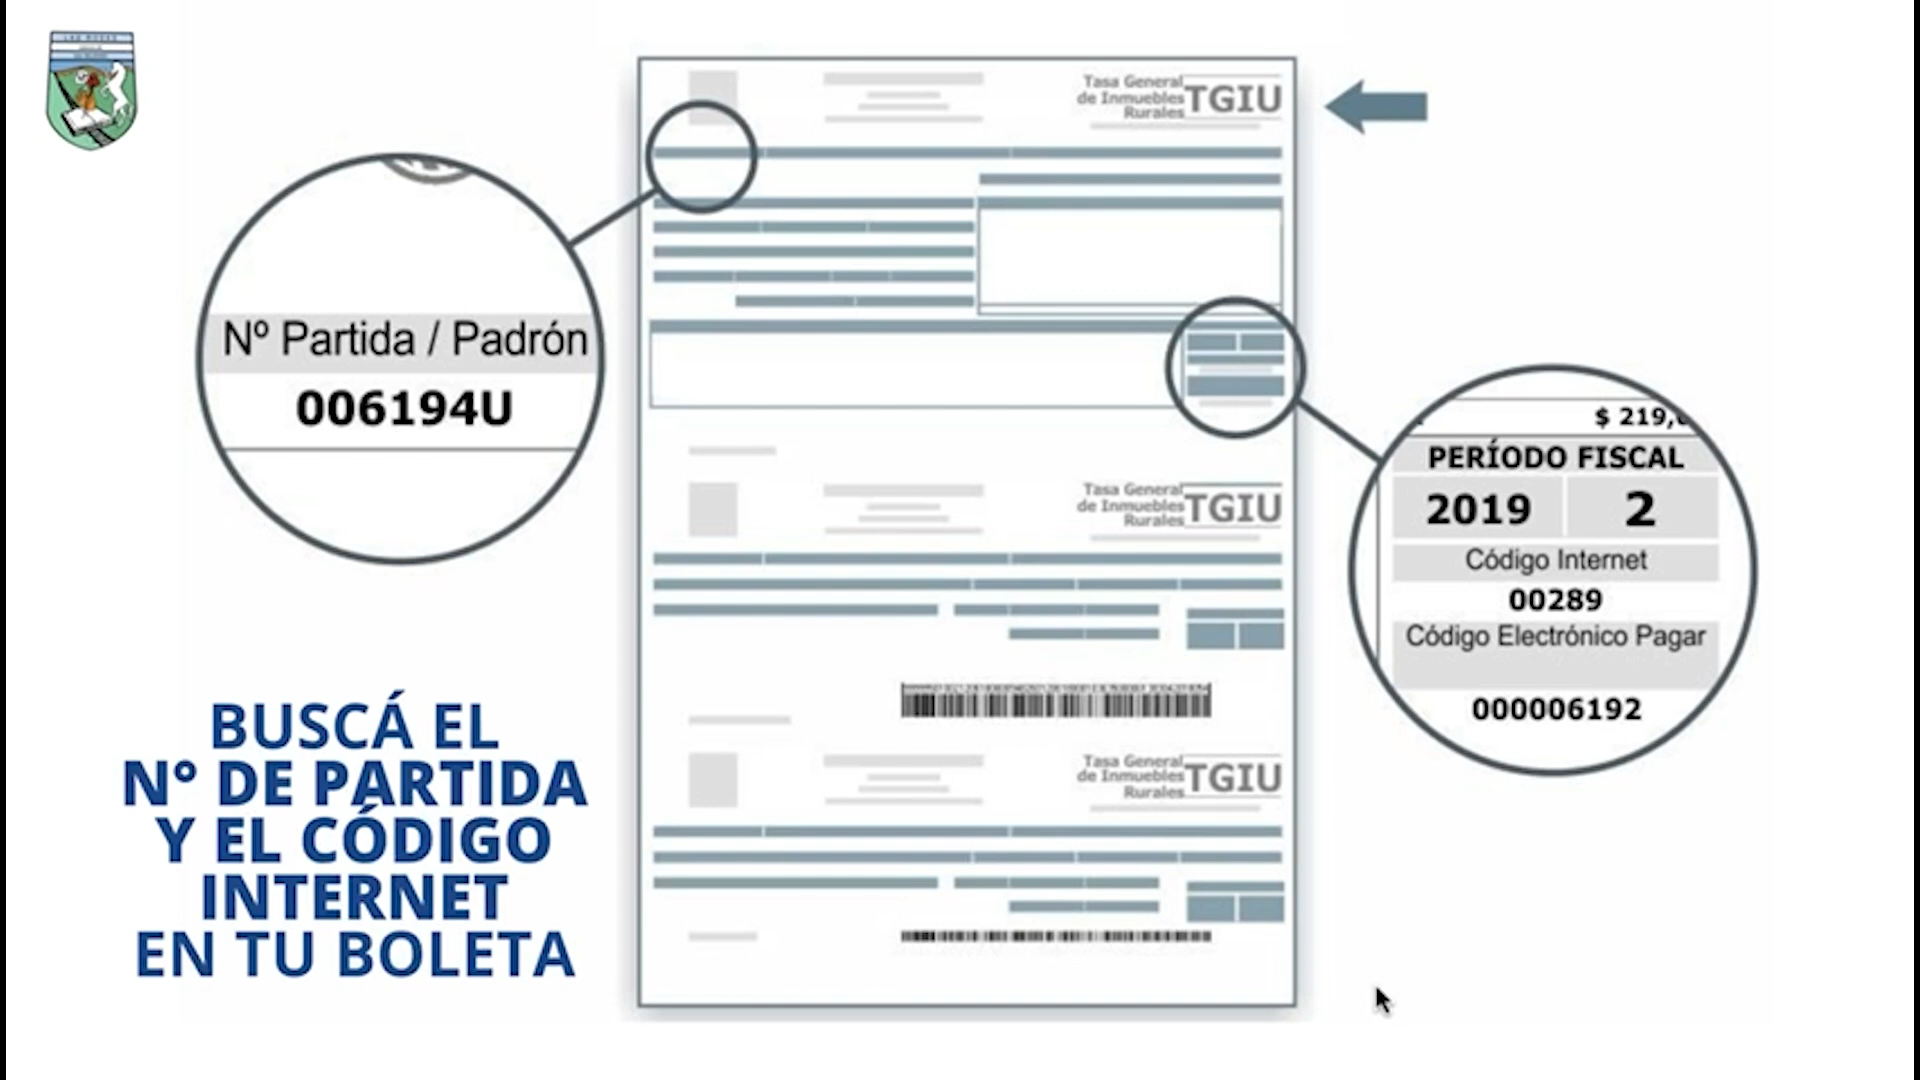 Tasa General
de Inmuebles
Rurales
TGIU
Nº Partida / Padrón
006194U
$ 219,
PERÍODO FISCAL
2019 2
Código Internet
00289
Código Electrónico Pagar
000006192
Tasa General
de Inmuebles
Rurales
TGIU
Tasa General
de Inmuebles
Rurales
TGIU
BUSCÁ EL
N° DE PARTIDA
Y EL CÓDIGO
INTERNET
EN TU BOLETA